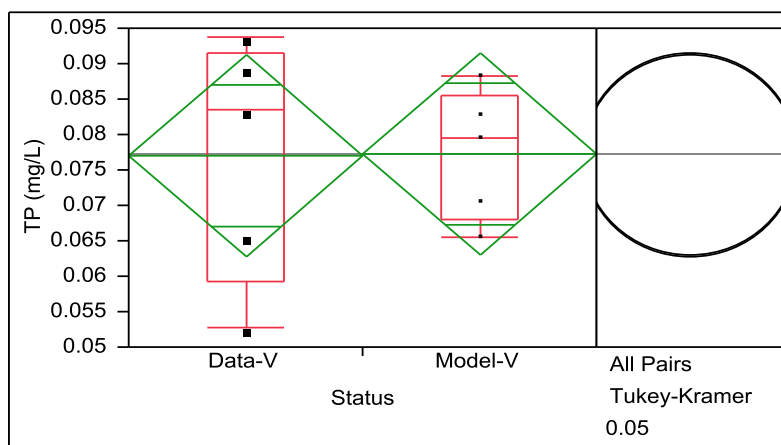 0.095
0.09
0.085
0.08
0.075
0.07
0.065
0.06
0.055
0.05
TP (mg/L)
Data-V
Model-V
Status
All Pairs
Tukey-Kramer
0.05